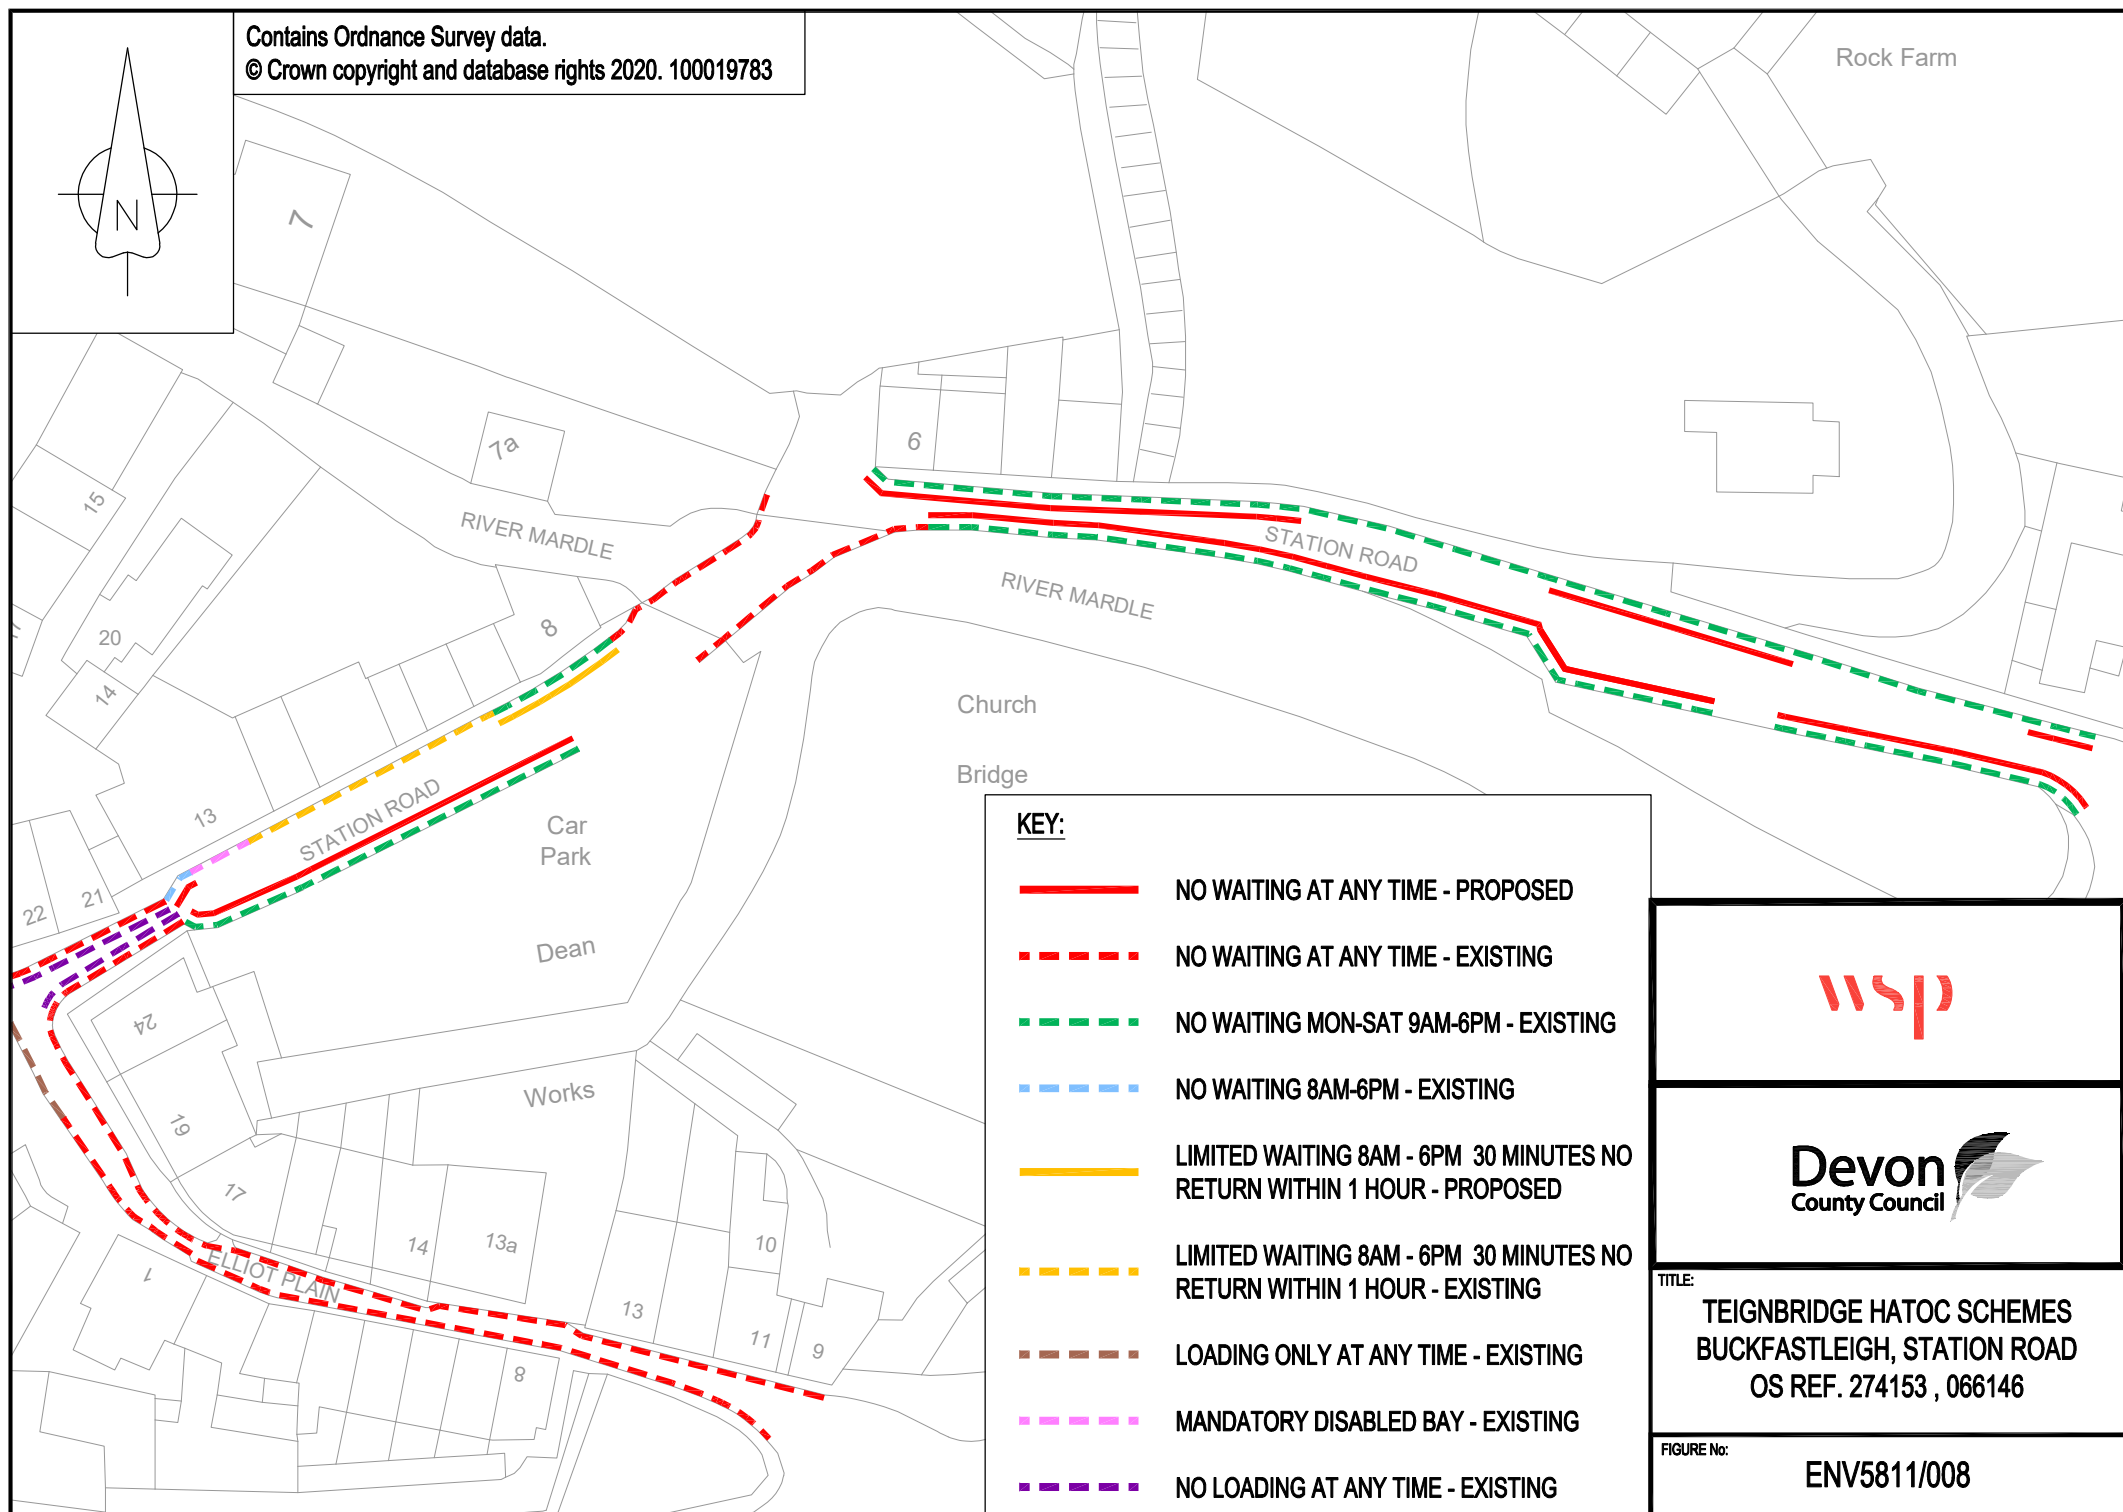 Contains Ordnance Survey data.
© Crown copyright and database rights 2020. 100019783
N
Rock Farm
7
7a
6
15
RIVER MARDLE
STATION ROAD
RIVER MARDLE
8
20
14
Church
Bridge
13
STATION ROAD
Car
Park
22
21
Dean
24
Works
19
17
14
13a
10
1
ELLIOT PLAIN
13
11
9
8
KEY:
NO WAITING AT ANY TIME - PROPOSED
NO WAITING AT ANY TIME - EXISTING
NO WAITING MON-SAT 9AM-6PM - EXISTING
NO WAITING 8AM-6PM - EXISTING
LIMITED WAITING 8AM - 6PM 30 MINUTES NO
RETURN WITHIN 1 HOUR - PROPOSED
LIMITED WAITING 8AM - 6PM 30 MINUTES NO
RETURN WITHIN 1 HOUR - EXISTING
LOADING ONLY AT ANY TIME - EXISTING
MANDATORY DISABLED BAY - EXISTING
NO LOADING AT ANY TIME - EXISTING
wsp
Devon
County Council
TITLE:
TEIGNBRIDGE HATOC SCHEMES
BUCKFASTLEIGH, STATION ROAD
OS REF. 274153 , 066146
FIGURE No:
ENV5811/008